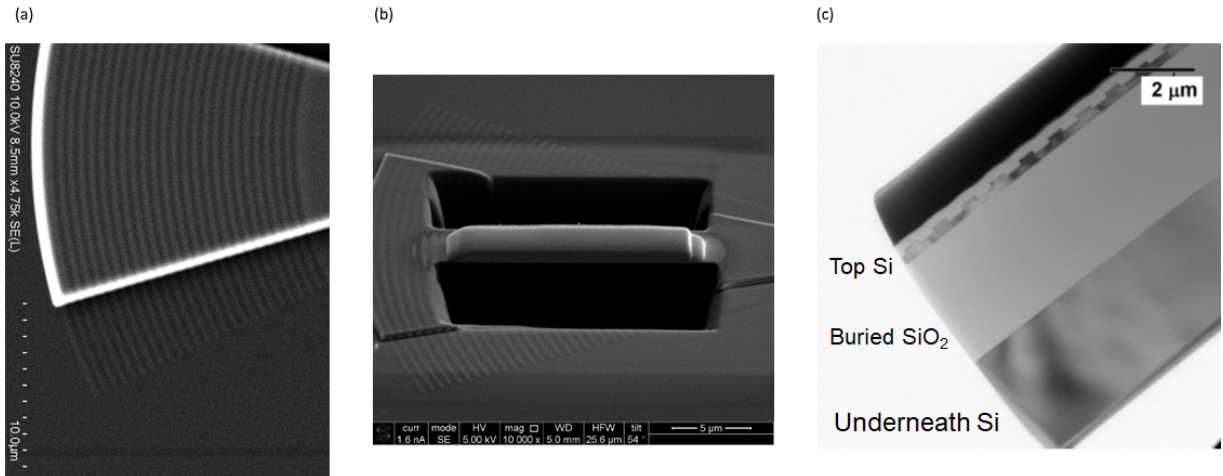 (a)
(b)
(c)
SU8240 10.0kV 8.5mm x4.75k SE(L)
10.0μm
curr mode HV mag □ WD HFW tilt
1.6 nA SE 5.00 kV 10 000 x 5.0 mm 25.6 μm 54 °
5 μm
2 μm
Top Si
Buried SiO₂
Underneath Si